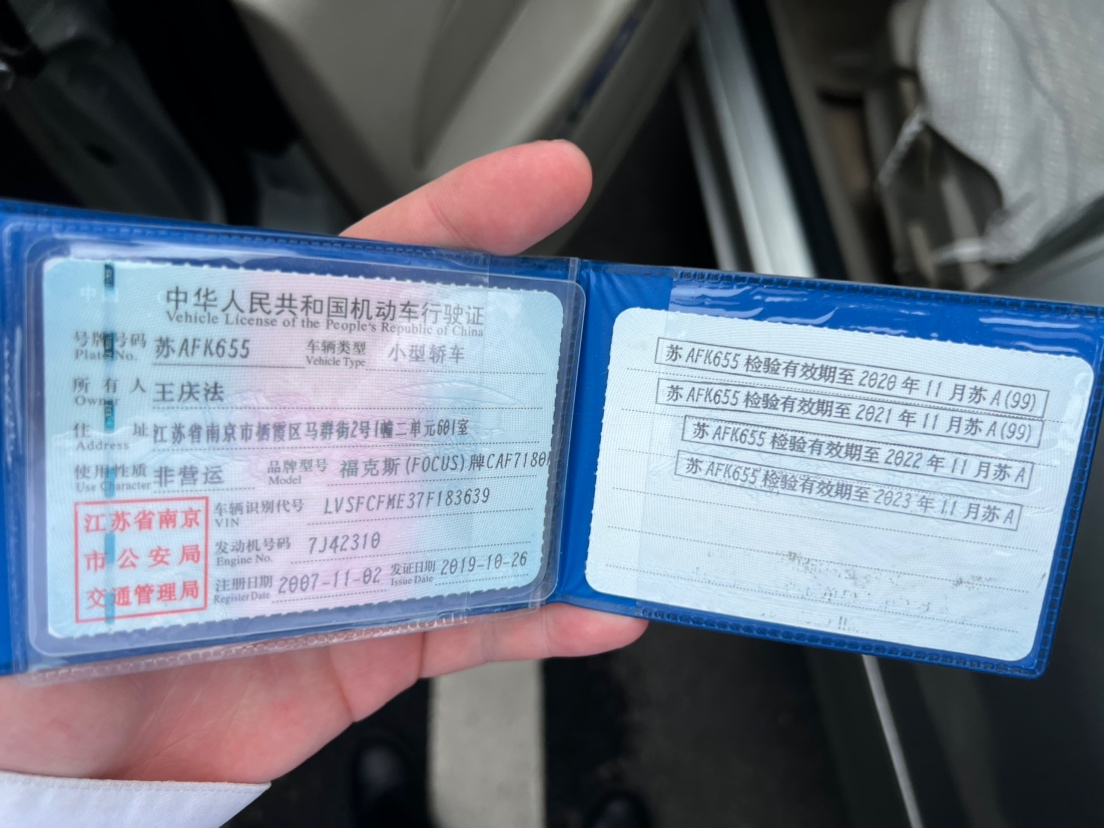 中华人民共和国机动车行驶证
Vehicle License of the People's Republic of China
号牌号码 苏AFK655 车辆类型 小型轿车
Plate No. Vehicle Type
所有人 王庆法
Owner
住址 江苏省南京市栖霞区马群街2号1幢二单元601室
Address
使用性质 非营运 品牌型号 福克斯(FOCUS)牌CAF7180
Use Character Model
江苏省南京
市公安局
交通管理局
车辆识别代号 LVSFCFME37F183639
VIN
发动机号码 7J42310
Engine No.
注册日期 2007-11-02 发证日期 2019-10-26
Register Date Issue Date
苏AFK655检验有效期至2020年11月苏A(99)
苏AFK655检验有效期至2021年11月苏A(99)
苏AFK655检验有效期至2022年11月苏A
苏AFK655检验有效期至2023年11月苏A